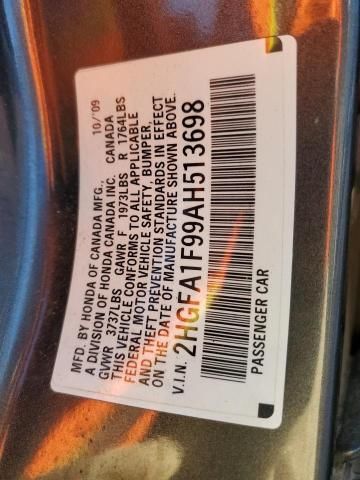 MFD. BY HONDA OF CANADA MFG. 10/'09
A DIVISION OF HONDA CANADA INC. CANADA
GVWR 3737LBS GAWR F 1973LBS R 1764LBS
THIS VEHICLE CONFORMS TO ALL APPLICABLE
FEDERAL MOTOR VEHICLE SAFETY, BUMPER,
AND THEFT PREVENTION STANDARDS IN EFFECT
ON THE DATE OF MANUFACTURE SHOWN ABOVE.
V.I.N. 2HGFA1F99AH513698
PASSENGER CAR